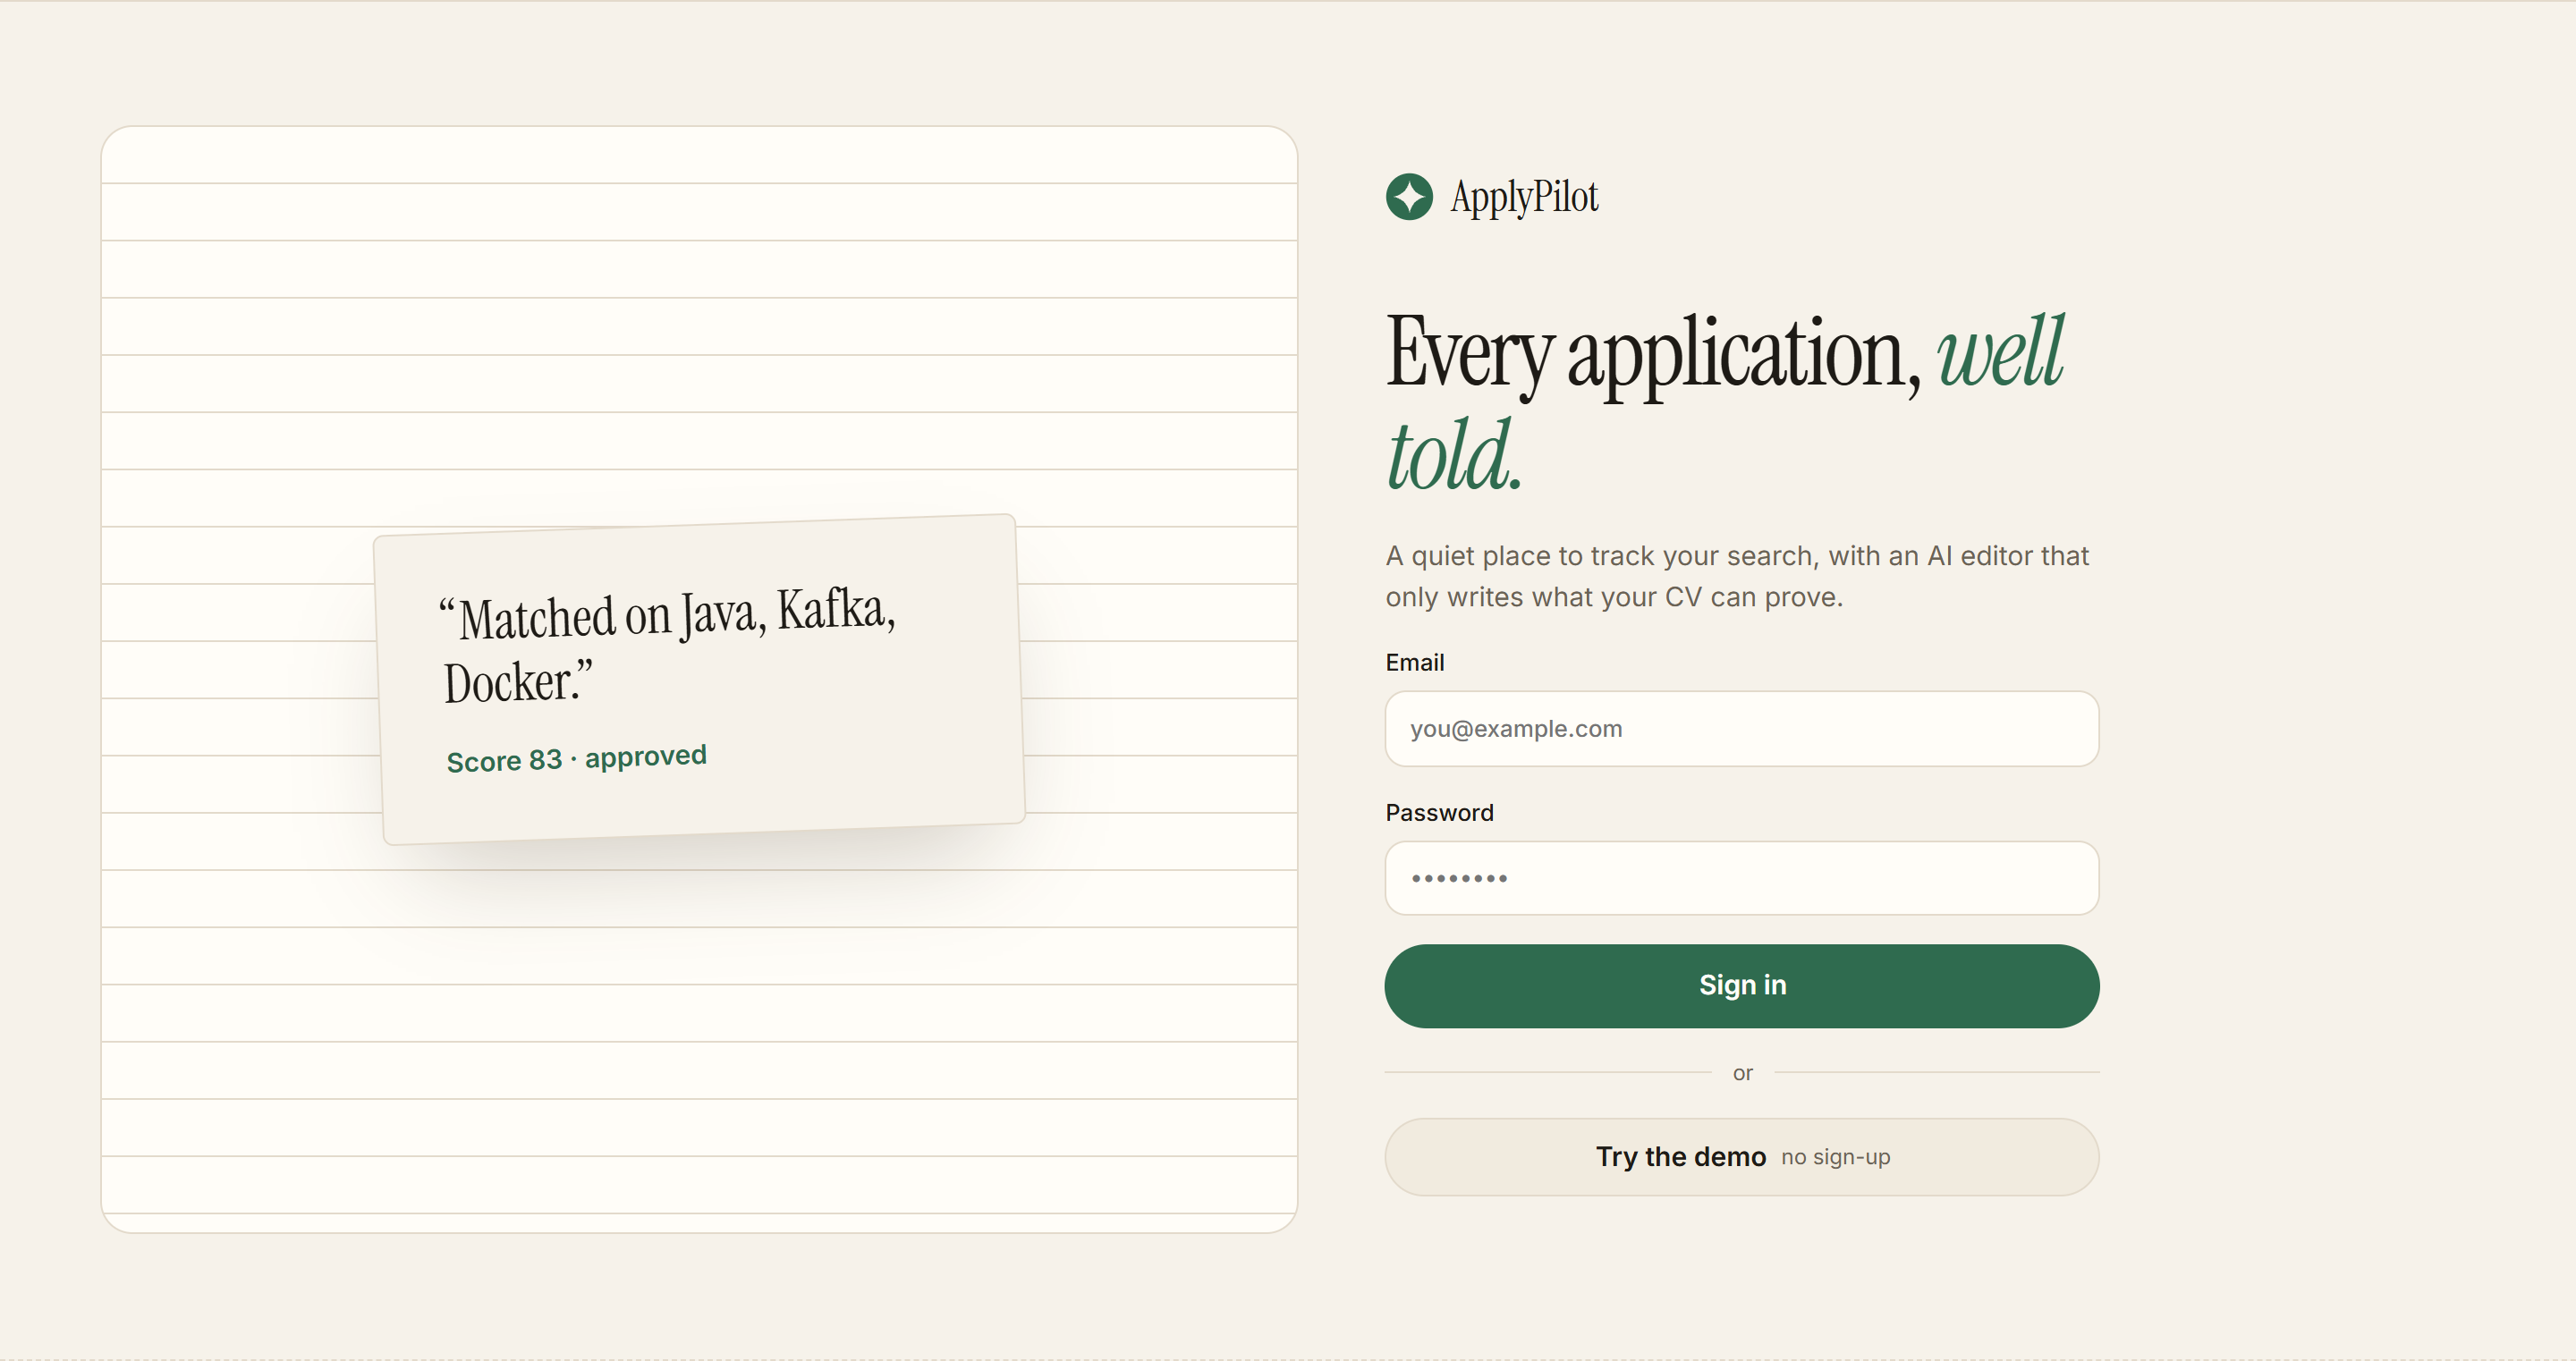 “Matched on Java, Kafka,
Docker.”
Score 83 · approved
ApplyPilot
Every application, well
told.
A quiet place to track your search, with an AI editor that
only writes what your CV can prove.
Email
you@example.com
Password
••••••••
Sign in
or
Try the demo no sign-up